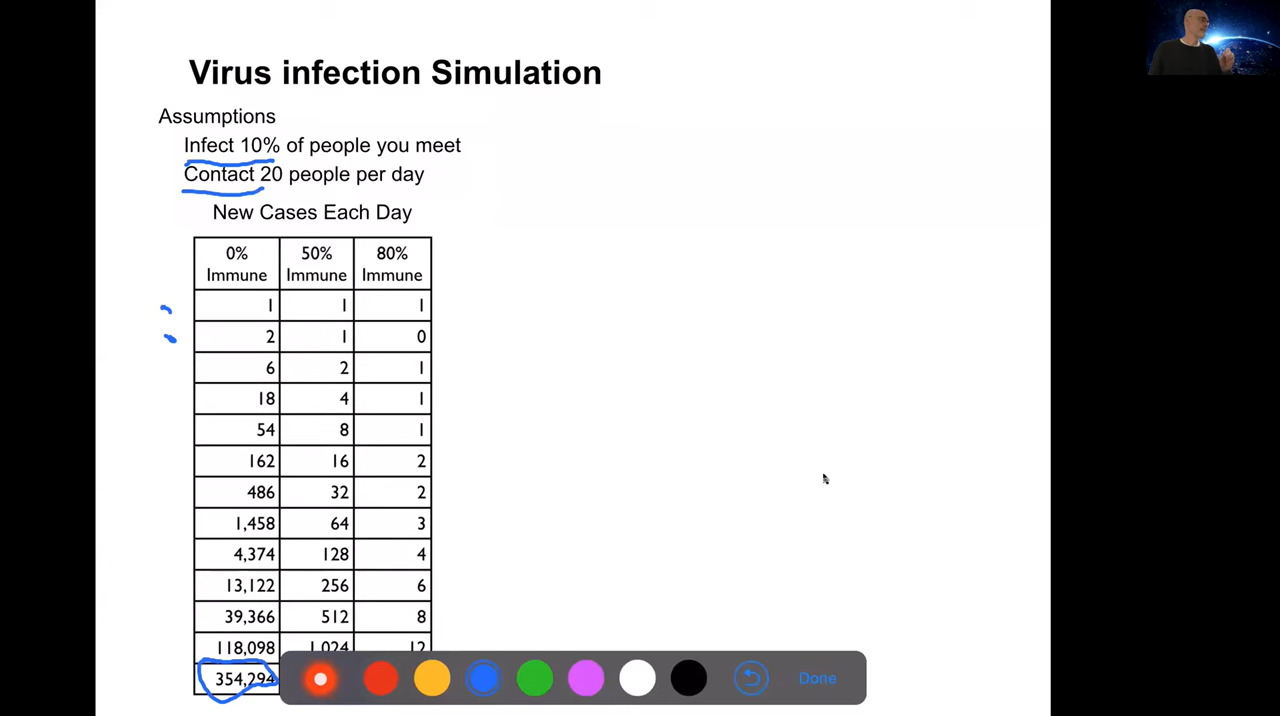 Virus infection Simulation
Assumptions
Infect 10% of people you meet
Contact 20 people per day
New Cases Each Day
0% Immune 50% Immune 80% Immune
1 1 1
2 1 0
6 2 1
18 4 1
54 8 1
162 16 2
486 32 2
1,458 64 3
4,374 128 4
13,122 256 6
39,366 512 8
118,098 1,024 12
354,294
Done